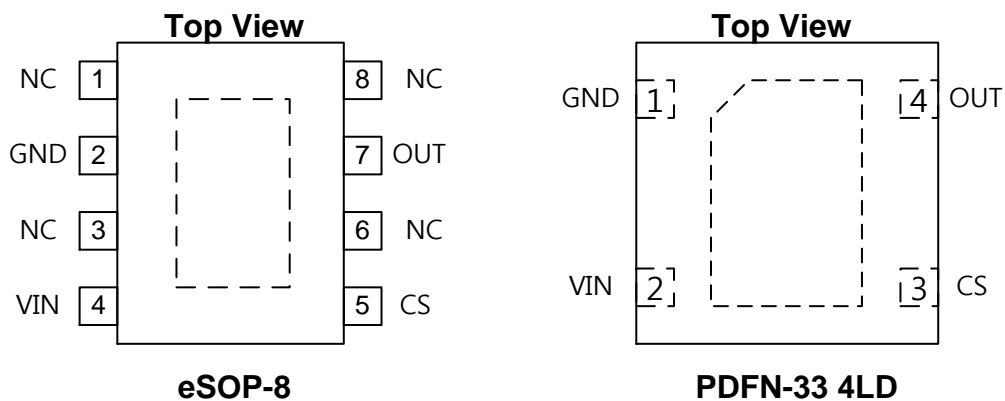 Top View
NC 1 8 NC
GND 2 7 OUT
NC 3 6 NC
VIN 4 5 CS
eSOP-8
Top View
GND 1 4 OUT
VIN 2 3 CS
PDFN-33 4LD